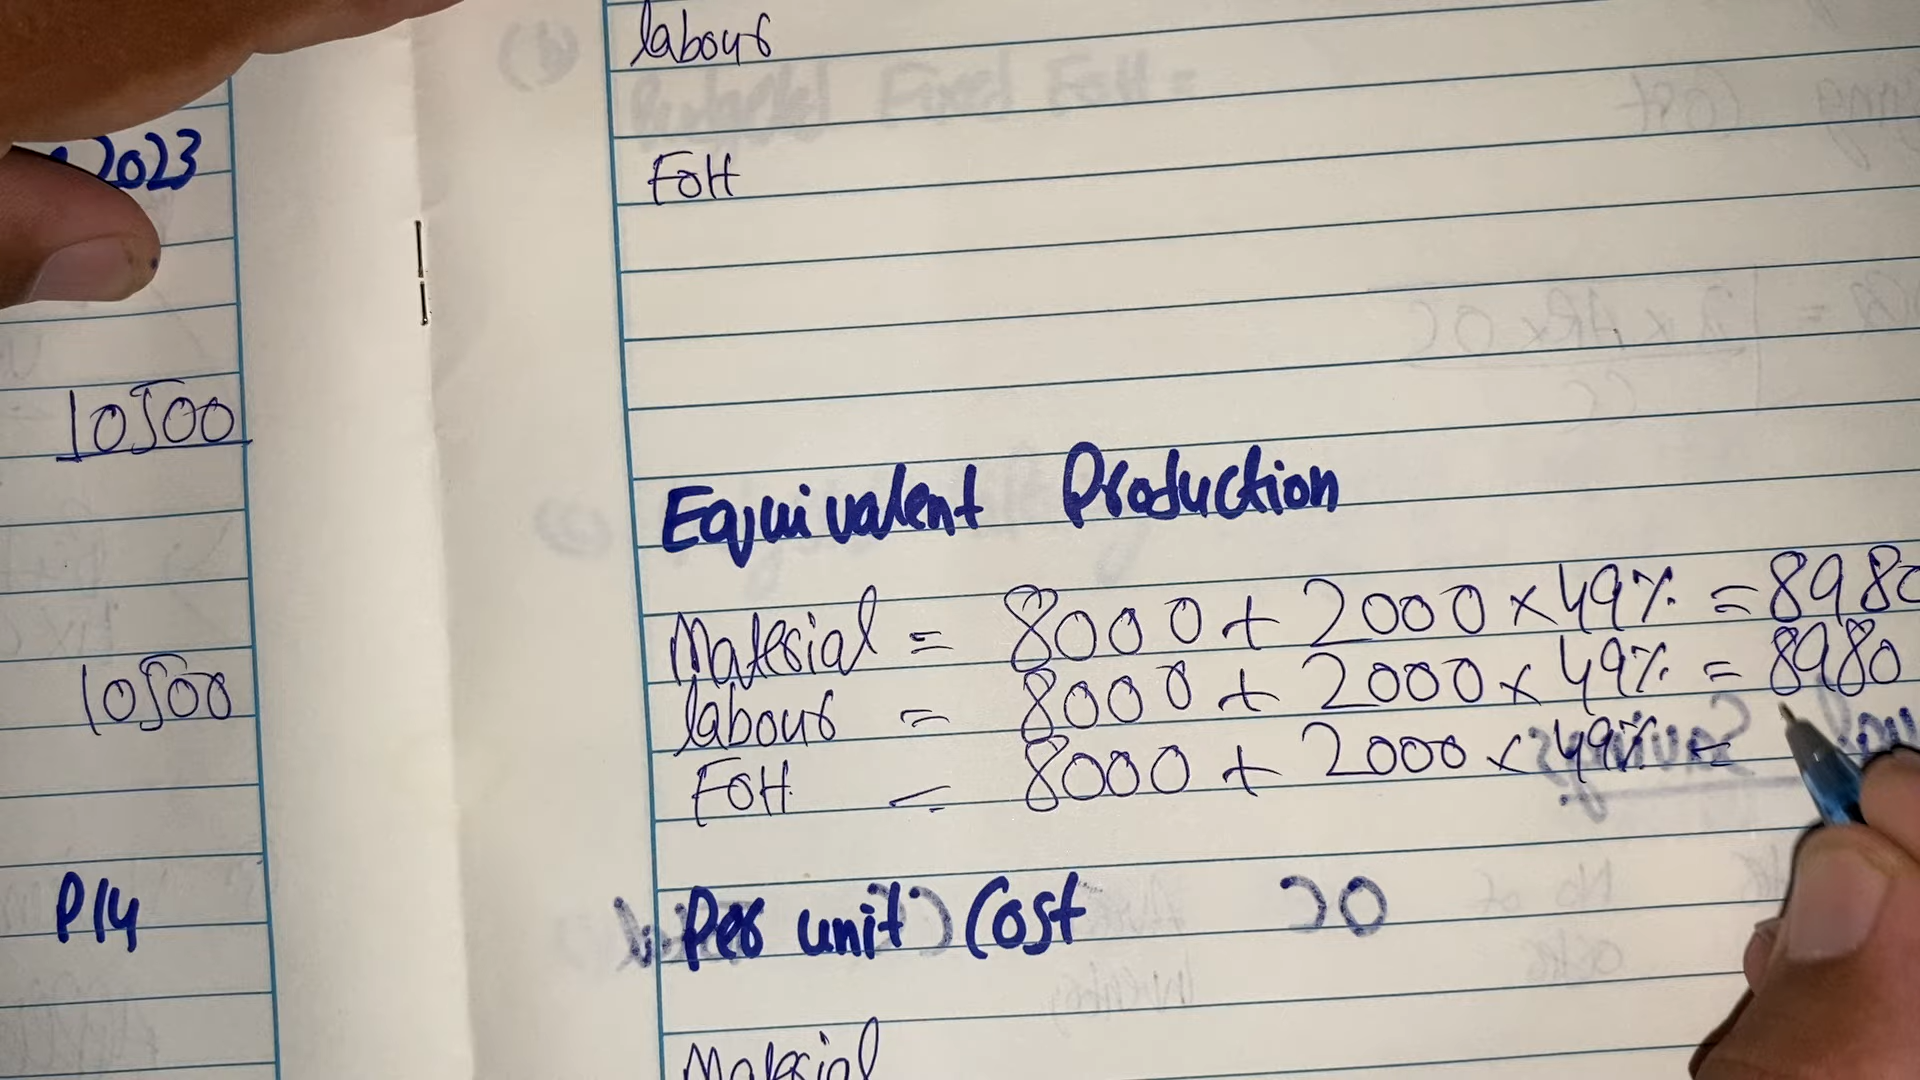 2023
10500
10500
P14
labour
FOH
Equivalent Production
Material = 8000 + 2000 × 49% = 8980
labour = 8000 + 2000 × 49% = 8980
FOH = 8000 + 2000 × 49% =
Per unit Cost
Material